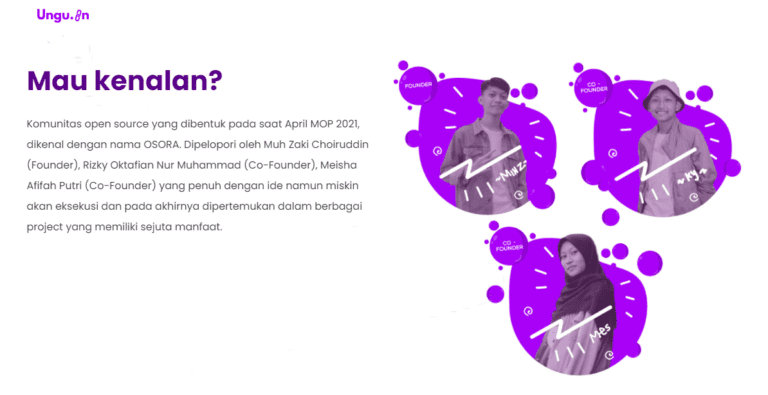 Ungu.in
Mau kenalan?
Komunitas open source yang dibentuk pada saat April MOP 2021,
dikenal dengan nama OSORA. Dipelopori oleh Muh Zaki Choiruddin
(Founder), Rizky Oktafian Nur Muhammad (Co-Founder), Meisha
Afifah Putri (Co-Founder) yang penuh dengan ide namun miskin
akan eksekusi dan pada akhirnya dipertemukan dalam berbagai
project yang memiliki sejuta manfaat.
FOUNDER
CO -
FOUNDER
~Ky~
CO -
FOUNDER
Mes